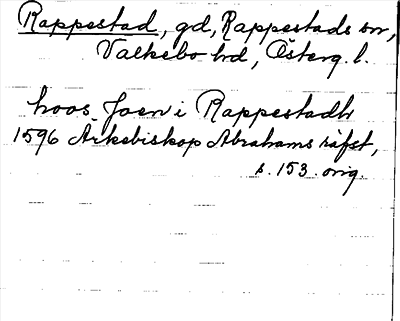 Rappestad, gd, Rappestads sn,
Valkebo hd, Österg. l.
hoos Joen i Rappestadh
1596 Ärkebiskop Abrahams räfst,
s. 153. orig.